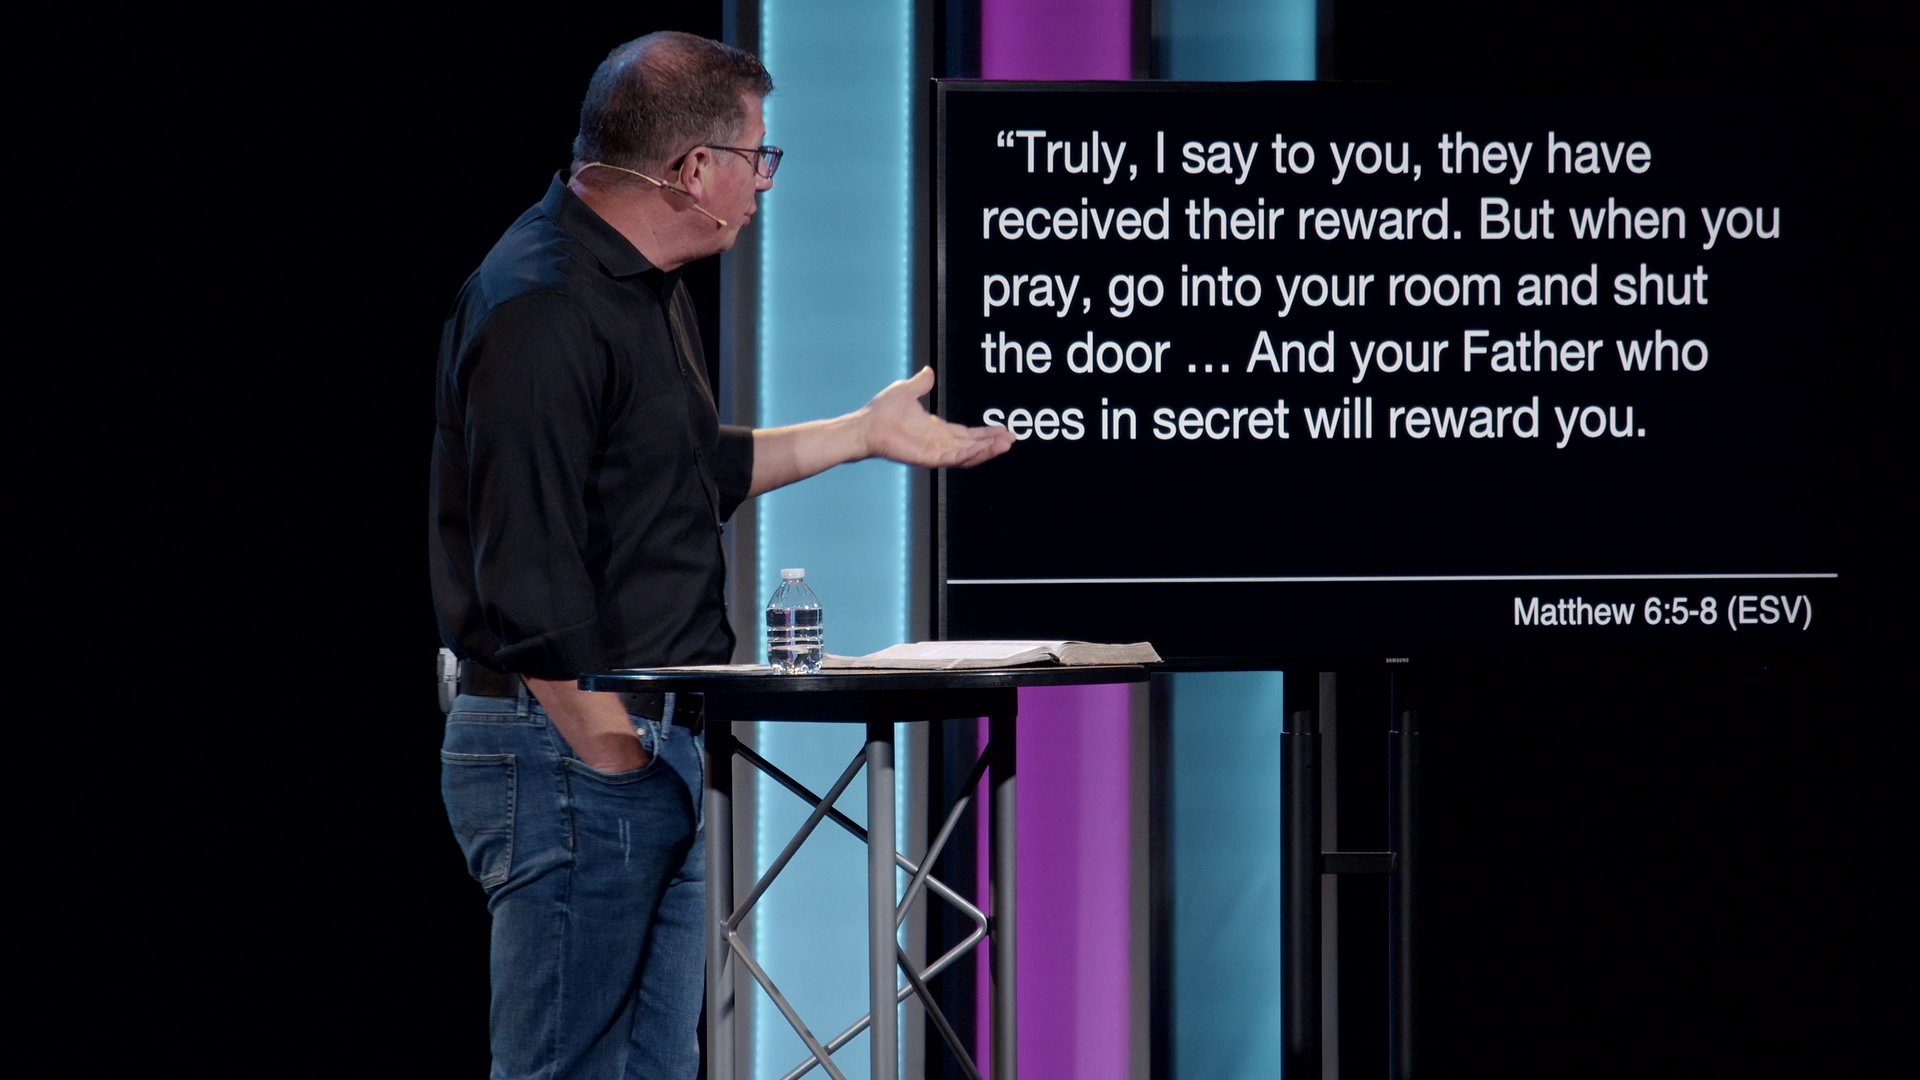 “Truly, I say to you, they have
received their reward. But when you
pray, go into your room and shut
the door ... And your Father who
sees in secret will reward you.
Matthew 6:5-8 (ESV)
SAMSUNG